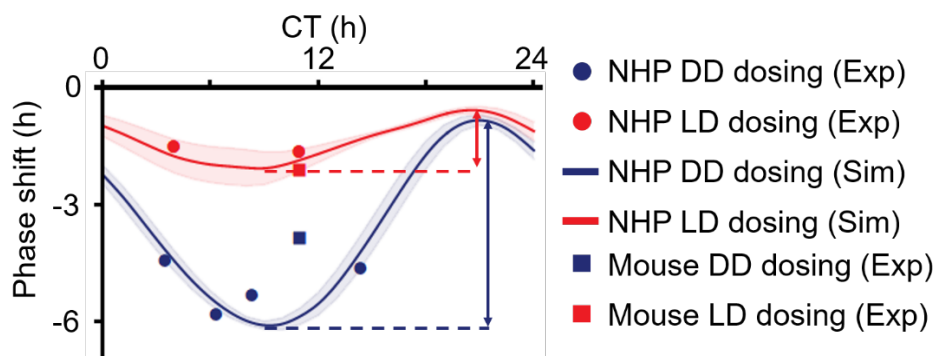 CT (h)
0 12 24
0
-3
-6
Phase shift (h)
NHP DD dosing (Exp)
NHP LD dosing (Exp)
NHP DD dosing (Sim)
NHP LD dosing (Sim)
Mouse DD dosing (Exp)
Mouse LD dosing (Exp)